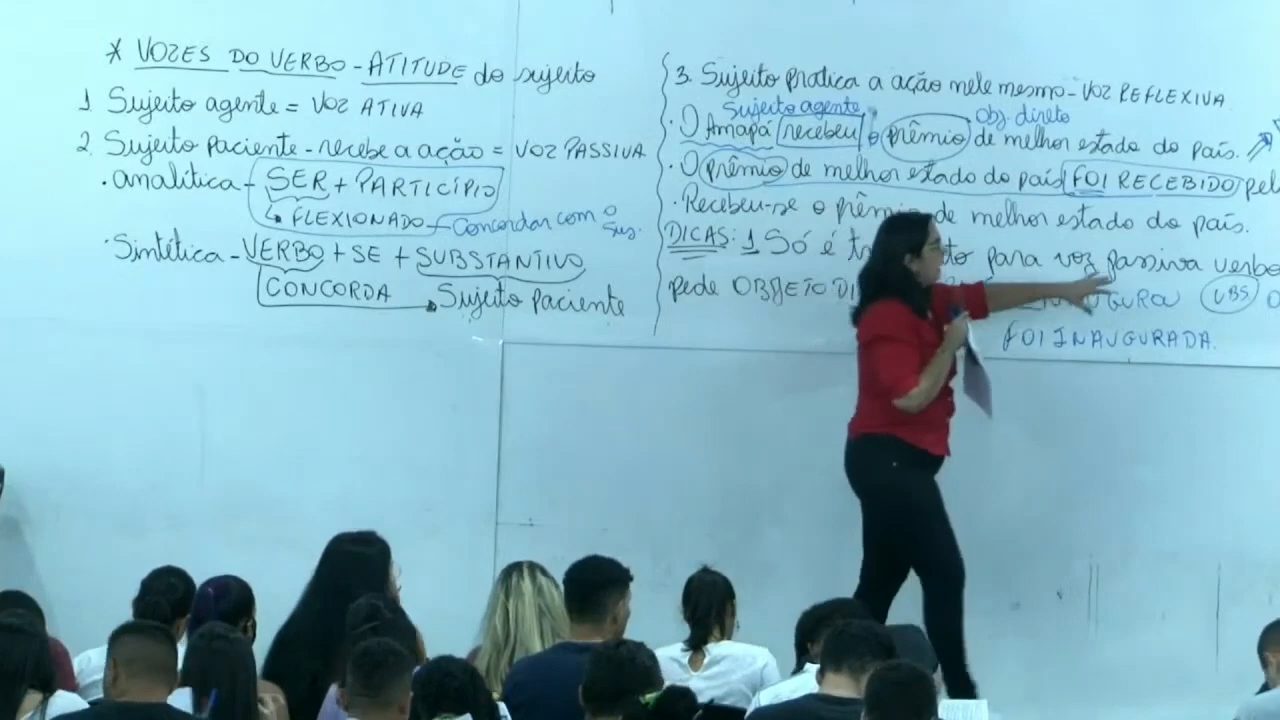 * VOZES DO VERBO - ATITUDE do sujeito
1 Sujeito agente = VOZ ATIVA
2. Sujeito paciente - recebe a ação = VOZ PASSIVA
· analítica - SER + PARTICÍPIO
FLEXIONADO - Concordar com o Suj.
· Sintética - VERBO + SE + SUBSTANTIVO
CONCORDA Sujeito paciente
3. Sujeito pratica a ação nele mesmo - VOZ REFLEXIVA
Sujeito agente obj. direto
· O Amapá recebeu o prêmio de melhor estado do país.
· O prêmio de melhor estado do país FOI RECEBIDO pel
· Recebeu-se o prêmio de melhor estado do país.
DICAS: 1 Só é para voz passiva verbo
pede OBJETO DI UBS
FOI INAUGURADA.